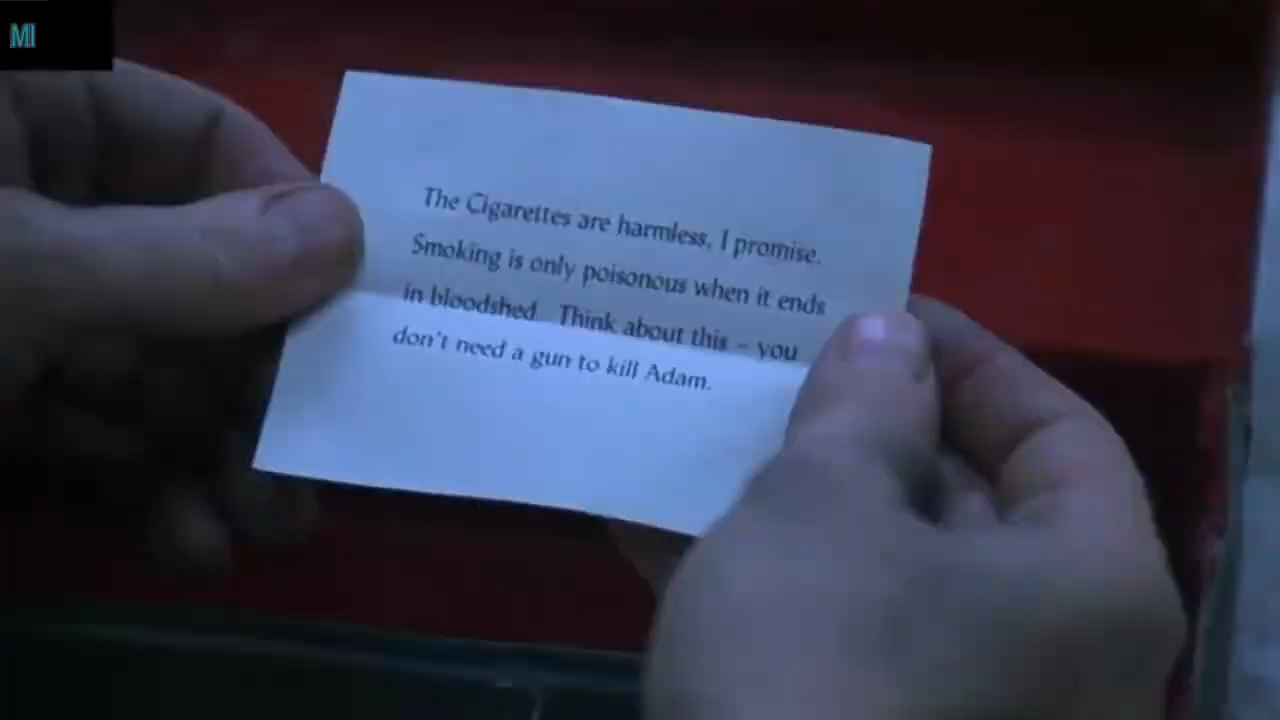 MI
The Cigarettes are harmless, I promise.
Smoking is only poisonous when it ends
in bloodshed. Think about this – you
don't need a gun to kill Adam.